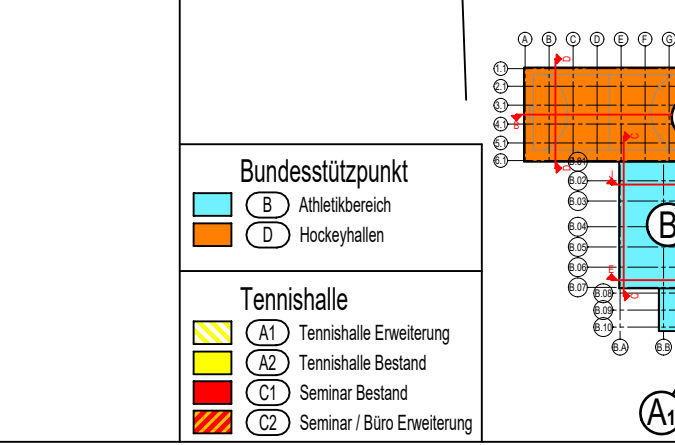 Bundesstützpunkt
B Athletikbereich
D Hockeyhallen
Tennishalle
A1 Tennishalle Erweiterung
A2 Tennishalle Bestand
C1 Seminar Bestand
C2 Seminar / Büro Erweiterung
A B C D E F G
1.1
2.1
3.1
4.1
5.1
6.1
D
D
C
C
B.01
B.02
B.03
B.04
B.05
B.06
B.07
B.08
B.09
B.10
B
B.A B.B
A1